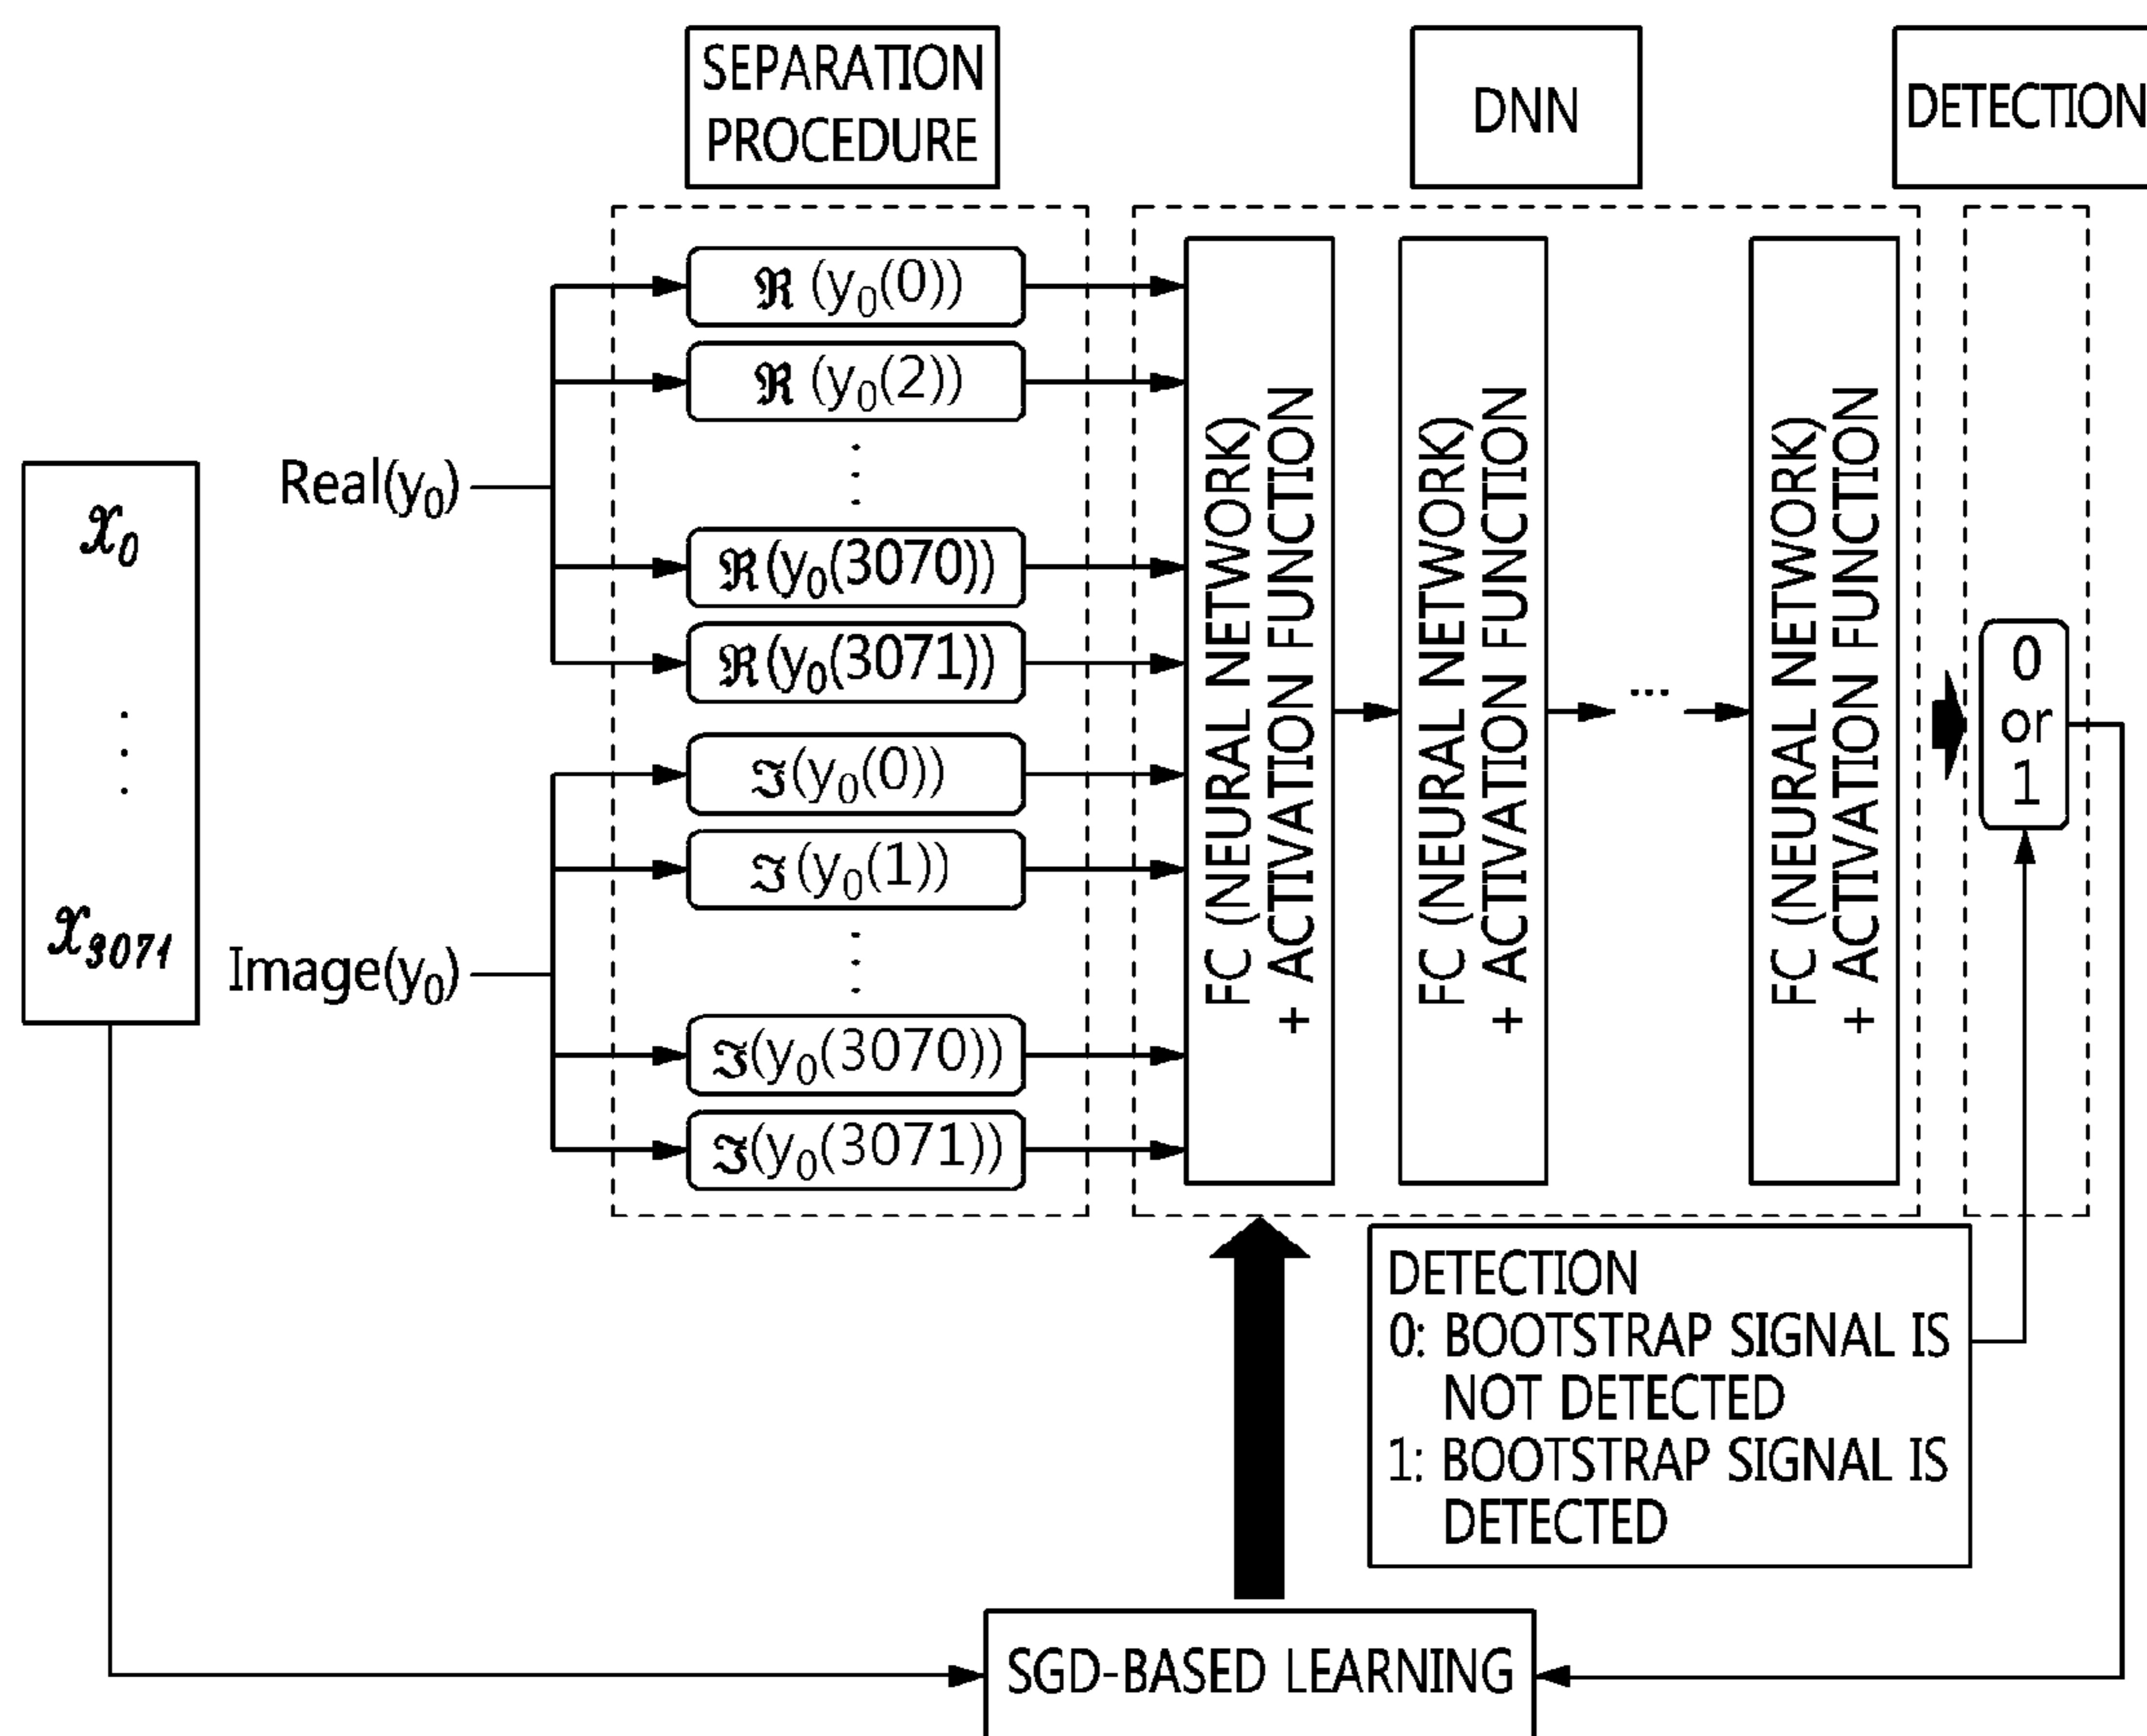 SEPARATION
PROCEDURE
DNN
DETECTION
ℜ (y₀(0))
ℜ (y₀(2))
⋮
Real(y₀)
ℜ(y₀(3070))
ℜ(y₀(3071))
x₀
⋮
x₃₀₇₁
ℑ(y₀(0))
ℑ (y₀(1))
⋮
Image(y₀)
ℑ(y₀(3070))
ℑ(y₀(3071))
FC (NEURAL NETWORK)
+ ACTIVATION FUNCTION
FC (NEURAL NETWORK)
+ ACTIVATION FUNCTION
...
FC (NEURAL NETWORK)
+ ACTIVATION FUNCTION
0
or
1
DETECTION
0: BOOTSTRAP SIGNAL IS
NOT DETECTED
1: BOOTSTRAP SIGNAL IS
DETECTED
SGD-BASED LEARNING